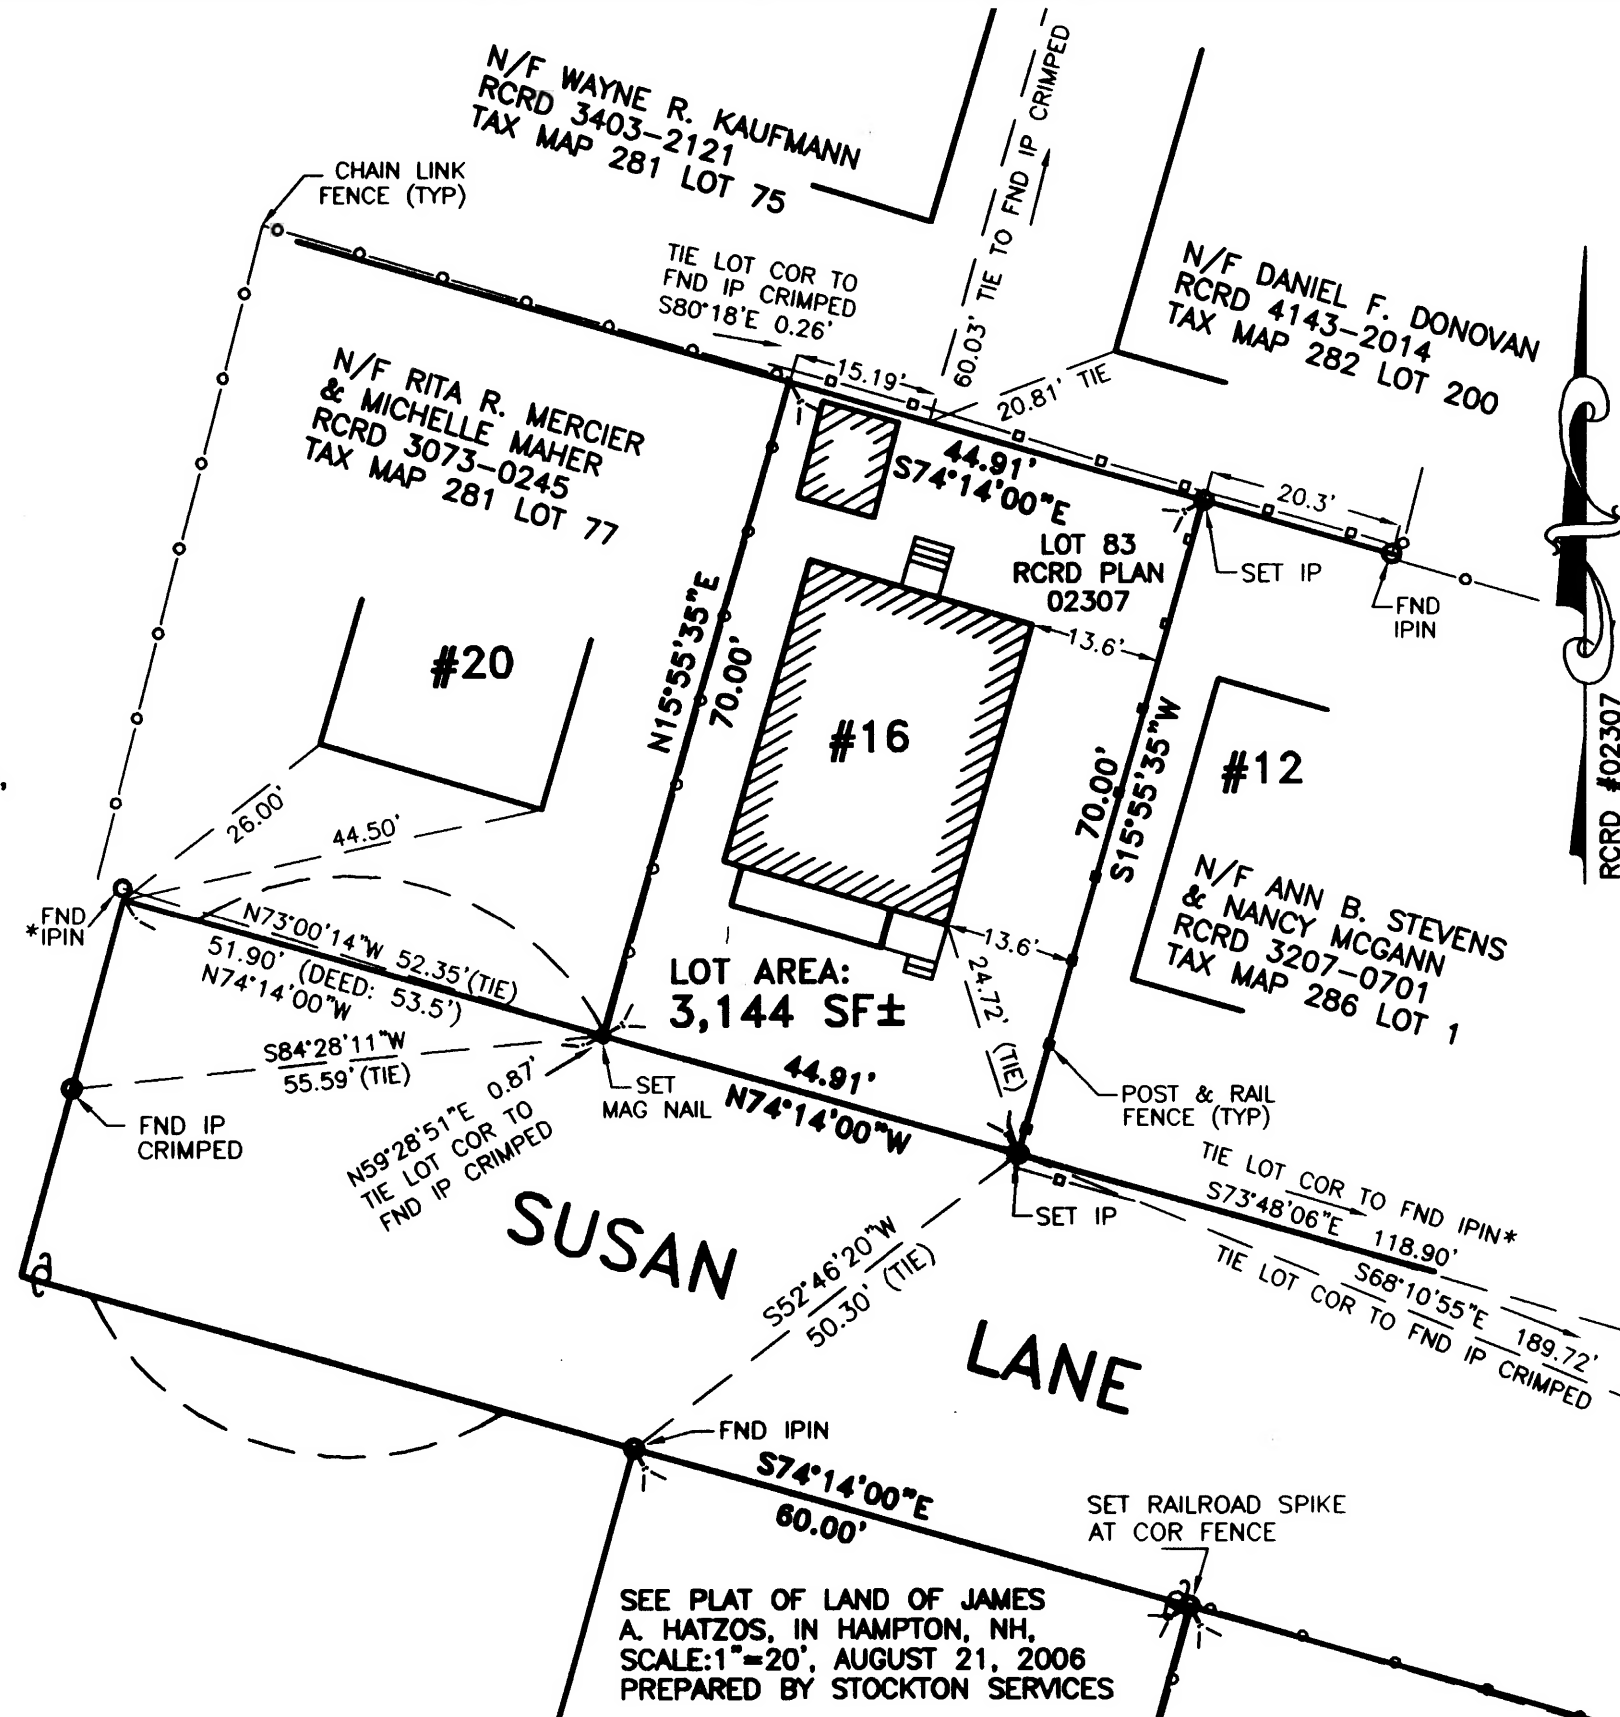 N/F WAYNE R. KAUFMANN
RCRD 3403-2121
TAX MAP 281 LOT 75
CHAIN LINK
FENCE (TYP)
60.03' TIE TO FND IP CRIMPED
TIE LOT COR TO
FND IP CRIMPED
S80°18'E 0.26'
N/F DANIEL F. DONOVAN
RCRD 4143-2014
TAX MAP 282 LOT 200
15.19'
20.81' TIE
N/F RITA R. MERCIER
& MICHELLE MAHER
RCRD 3073-0245
TAX MAP 281 LOT 77
44.91'
S74°14'00"E
20.3'
LOT 83
RCRD PLAN
02307
SET IP
FND
IPIN
13.6'
#20
N15°55'35"E
70.00'
#16
70.00'
S15°55'35"W
#12
RCRD #02307
26.00'
44.50'
N/F ANN B. STEVENS
& NANCY MCGANN
RCRD 3207-0701
TAX MAP 286 LOT 1
FND
*IPIN
N73°00'14"W 52.35'(TIE)
51.90' (DEED: 53.5')
N74°14'00"W
13.6'
24.72' (TIE)
LOT AREA:
3,144 SF±
S84°28'11"W
55.59' (TIE)
44.91'
N74°14'00"W
SET
MAG NAIL
POST & RAIL
FENCE (TYP)
FND IP
CRIMPED
N59°28'51"E 0.87'
TIE LOT COR TO
FND IP CRIMPED
TIE LOT COR TO FND IPIN*
S73°48'06"E 118.90'
SET IP
S68°10'55"E 189.72'
TIE LOT COR TO FND IP CRIMPED
SUSAN
LANE
S52°46'20"W
50.30' (TIE)
FND IPIN
S74°14'00"E
60.00'
SET RAILROAD SPIKE
AT COR FENCE
SEE PLAT OF LAND OF JAMES
A. HATZOS, IN HAMPTON, NH,
SCALE:1"=20', AUGUST 21, 2006
PREPARED BY STOCKTON SERVICES